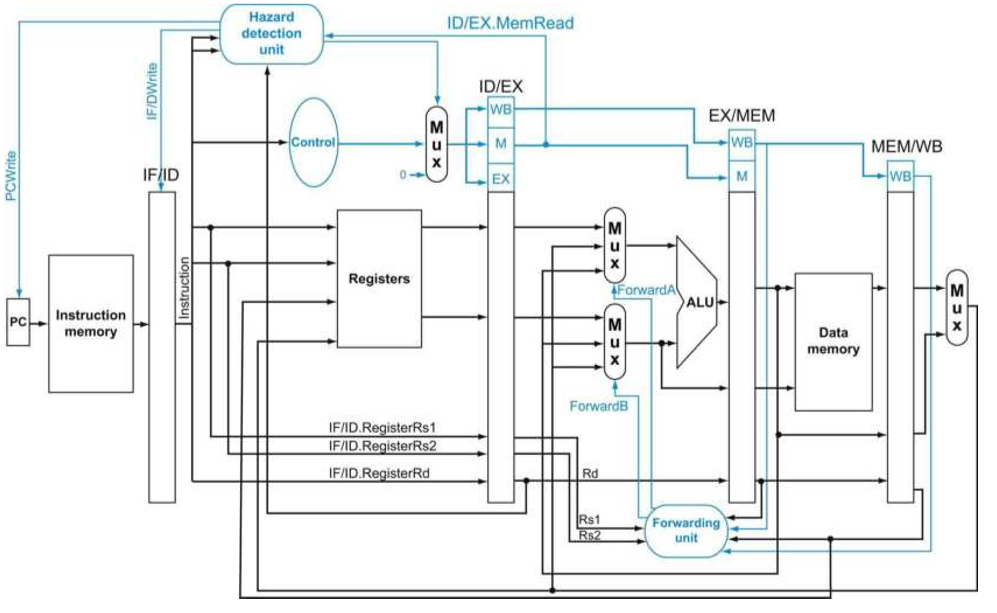 Hazard
detection
unit
ID/EX.MemRead
IF/DWrite
PCWrite
ID/EX
EX/MEM
MEM/WB
IF/ID
Control
0
M
u
x
WB
M
EX
WB
M
WB
PC
Instruction
memory
Instruction
Registers
M
u
x
ForwardA
M
u
x
ForwardB
ALU
Data
memory
M
u
x
IF/ID.RegisterRs1
IF/ID.RegisterRs2
IF/ID.RegisterRd
Rd
Rs1
Rs2
Forwarding
unit